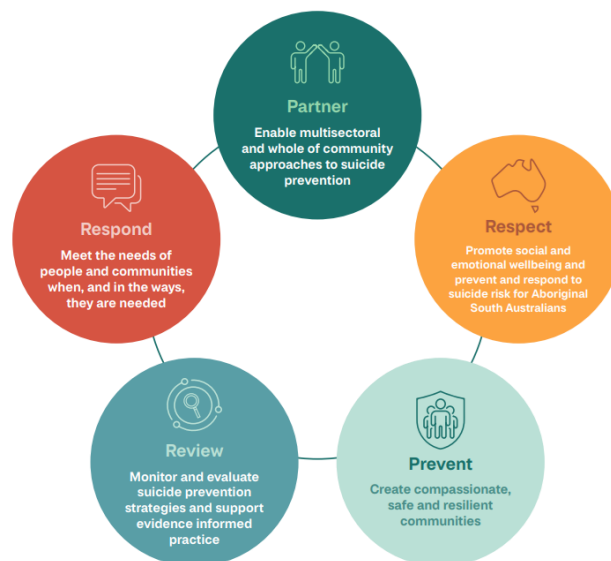 Partner
Enable multisectoral
and whole of community
approaches to suicide
prevention
Respect
Promote social and
emotional wellbeing and
prevent and respond to
suicide risk for Aboriginal
South Australians
Prevent
Create compassionate,
safe and resilient
communities
Review
Monitor and evaluate
suicide prevention
strategies and support
evidence informed
practice
Respond
Meet the needs of
people and communities
when, and in the ways,
they are needed